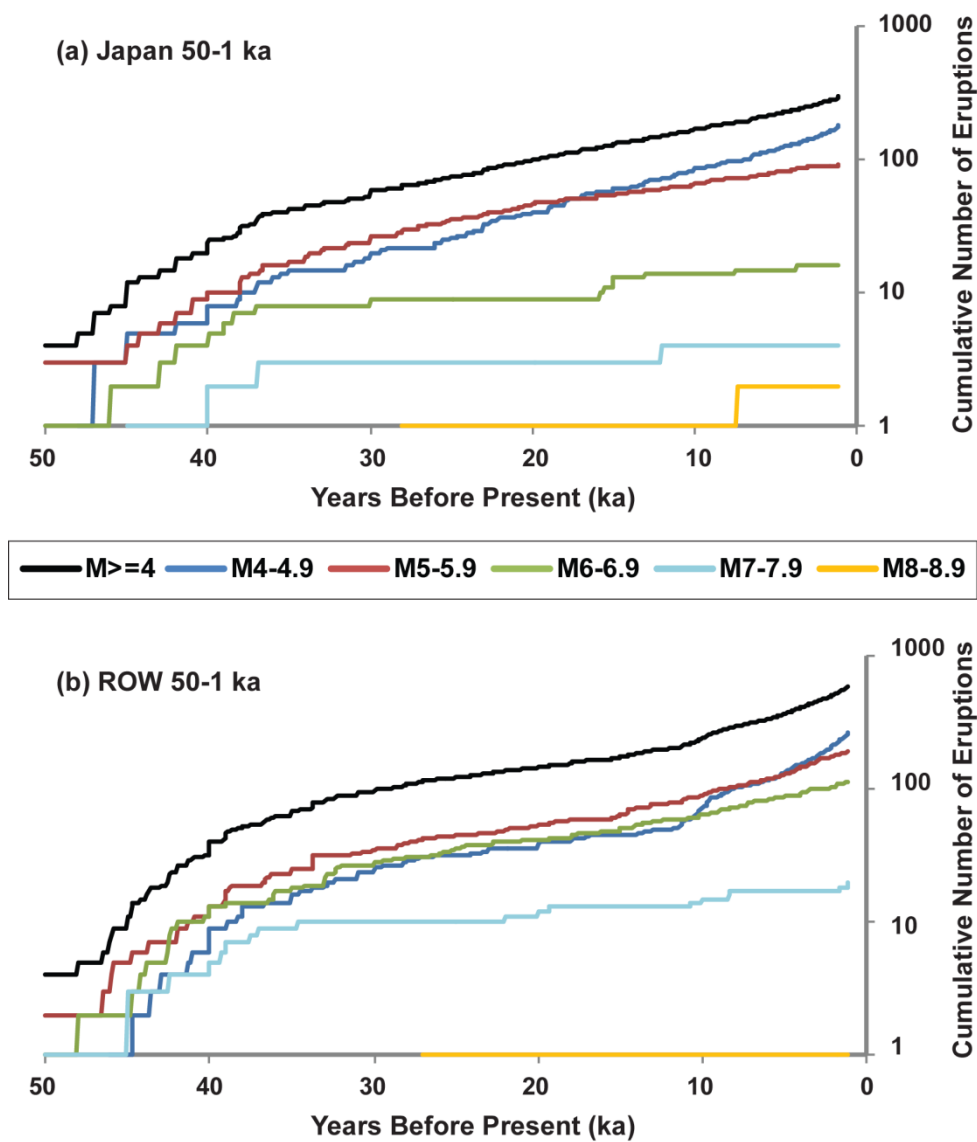 (a) Japan 50-1 ka
1000
100
10
1
Cumulative Number of Eruptions
50 40 30 20 10 0
Years Before Present (ka)
M>=4 M4-4.9 M5-5.9 M6-6.9 M7-7.9 M8-8.9
(b) ROW 50-1 ka
1000
100
10
1
Cumulative Number of Eruptions
50 40 30 20 10 0
Years Before Present (ka)